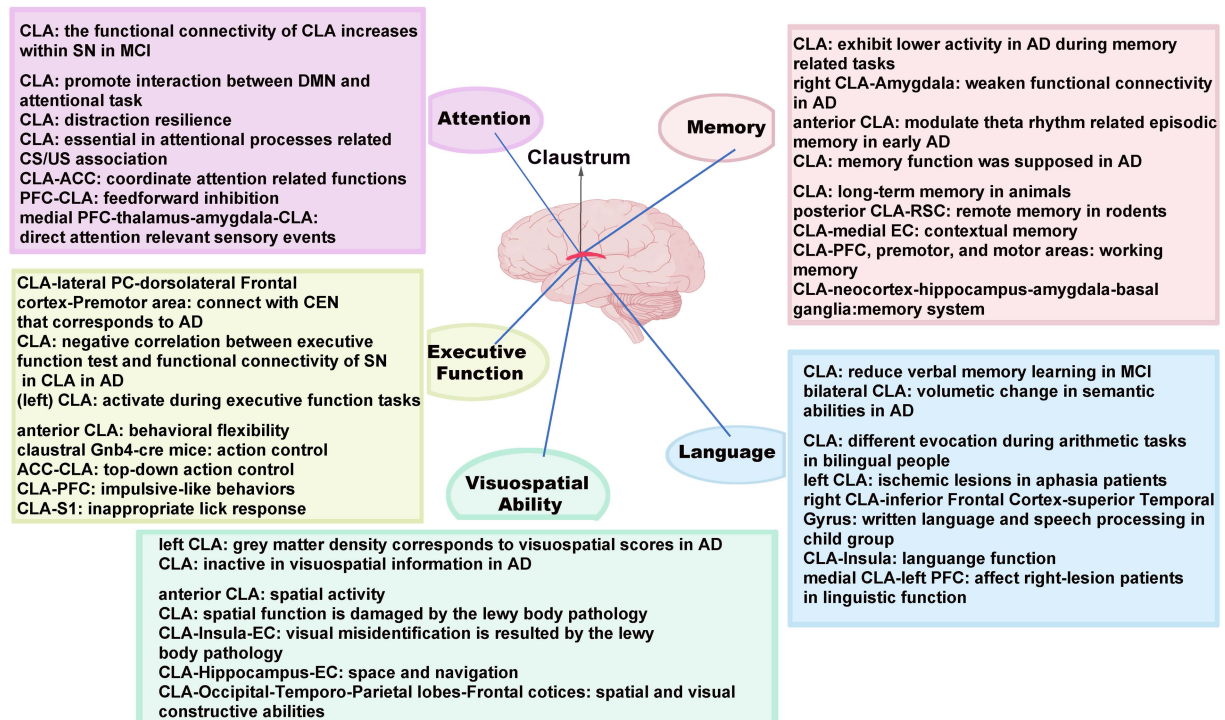 CLA: the functional connectivity of CLA increases
within SN in MCI
CLA: promote interaction between DMN and
attentional task
CLA: distraction resilience
CLA: essential in attentional processes related
CS/US association
CLA-ACC: coordinate attention related functions
PFC-CLA: feedforward inhibition
medial PFC-thalamus-amygdala-CLA:
direct attention relevant sensory events
Attention
Memory
Claustrum
CLA: exhibit lower activity in AD during memory
related tasks
right CLA-Amygdala: weaken functional connectivity
in AD
anterior CLA: modulate theta rhythm related episodic
memory in early AD
CLA: memory function was supposed in AD
CLA: long-term memory in animals
posterior CLA-RSC: remote memory in rodents
CLA-medial EC: contextual memory
CLA-PFC, premotor, and motor areas: working
memory
CLA-neocortex-hippocampus-amygdala-basal
ganglia:memory system
CLA-lateral PC-dorsolateral Frontal
cortex-Premotor area: connect with CEN
that corresponds to AD
CLA: negative correlation between executive
function test and functional connectivity of SN
in CLA in AD
(left) CLA: activate during executive function tasks
anterior CLA: behavioral flexibility
claustral Gnb4-cre mice: action control
ACC-CLA: top-down action control
CLA-PFC: impulsive-like behaviors
CLA-S1: inappropriate lick response
Executive
Function
Visuospatial
Ability
Language
CLA: reduce verbal memory learning in MCI
bilateral CLA: volumetic change in semantic
abilities in AD
CLA: different evocation during arithmetic tasks
in bilingual people
left CLA: ischemic lesions in aphasia patients
right CLA-inferior Frontal Cortex-superior Temporal
Gyrus: written language and speech processing in
child group
CLA-Insula: languange function
medial CLA-left PFC: affect right-lesion patients
in linguistic function
left CLA: grey matter density corresponds to visuospatial scores in AD
CLA: inactive in visuospatial information in AD
anterior CLA: spatial activity
CLA: spatial function is damaged by the lewy body pathology
CLA-Insula-EC: visual misidentification is resulted by the lewy
body pathology
CLA-Hippocampus-EC: space and navigation
CLA-Occipital-Temporo-Parietal lobes-Frontal cotices: spatial and visual
constructive abilities